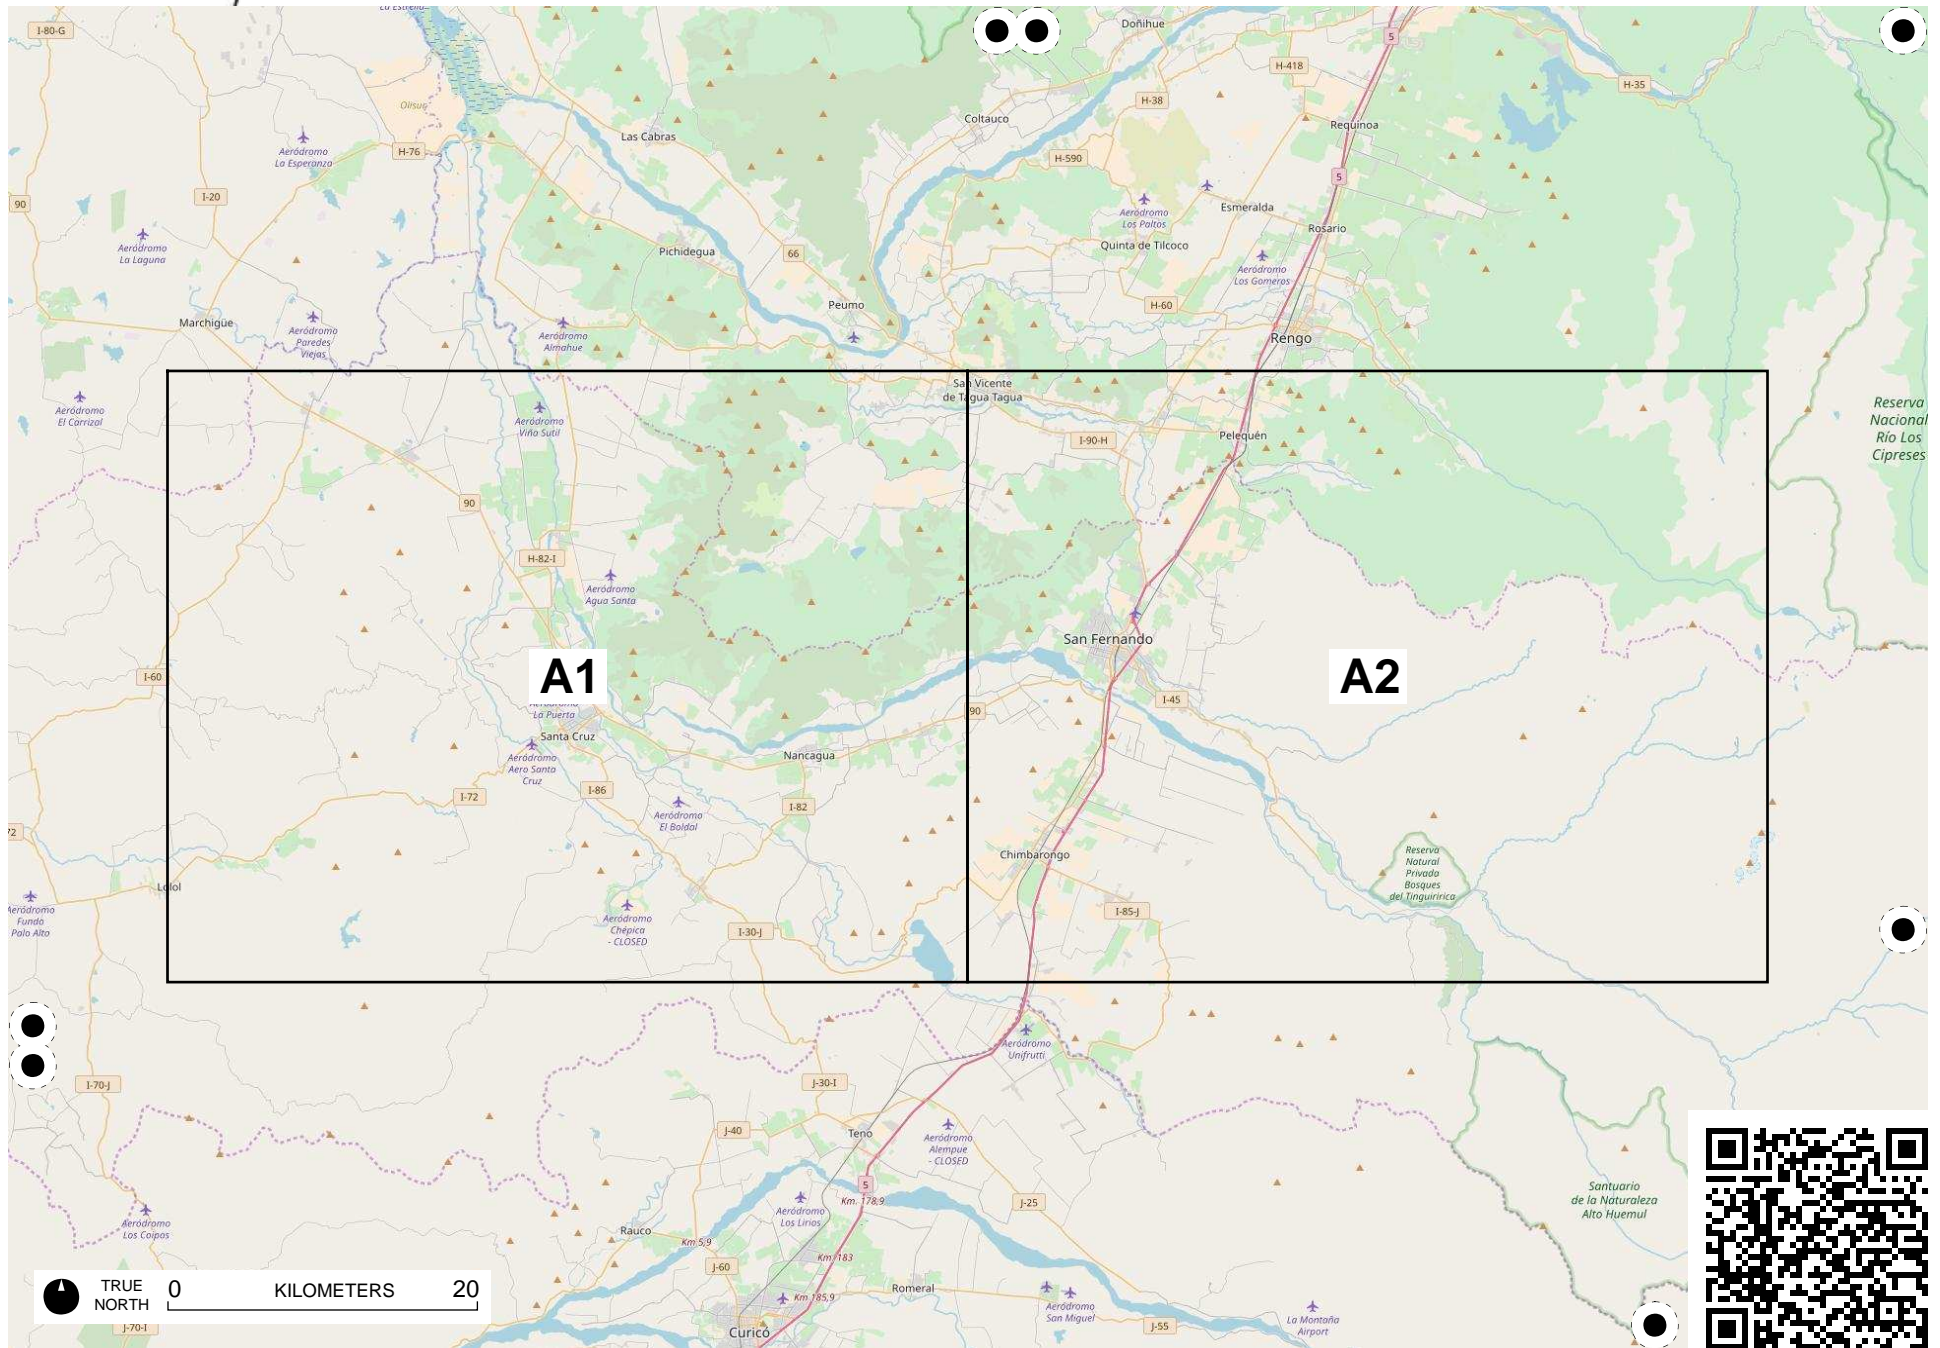 La Estrella
I-80-G
Doñihue
5
H-418
H-35
Olisue
H-38
Las Cabras
Coltauco
Requinoa
Aeródromo
La Esperanza
H-76
H-590
5
90
I-20
Aeródromo
Los Paltos
Esmeralda
Rosario
Aeródromo
La Laguna
Pichidegua
66
Quinta de Tilcoco
Aeródromo
Los Gomeros
Peumo
H-60
Marchigüe
Aeródromo
Paredes
Viejas
Aeródromo
Almahue
Rengo
Aeródromo
El Carrizal
San Vicente
de Tagua Tagua
Reserva
Nacional
Río Los
Cipreses
Aeródromo
Viña Sutil
I-90-H
Pelequén
90
H-82-I
Aeródromo
Agua Santa
San Fernando
A1
A2
I-60
I-45
La Puerta
90
Santa Cruz
Nancagua
Aeródromo
Aero Santa
Cruz
I-72
I-86
I-82
Aeródromo
El Boldal
72
Chimbarongo
Reserva
Natural
Privada
Bosques
del Tinguiririca
Lolol
Aeródromo
Fundo
Palo Alto
Aeródromo
Chépica
- CLOSED
I-30-J
I-85-J
Aeródromo
Unifrutti
I-70-J
J-30-I
J-40
Teno
Aeródromo
Alempue
- CLOSED
5
Km. 178,9
J-25
Santuario
de la Naturaleza
Alto Huemul
Aeródromo
Los Coipos
Aeródromo
Los Lirios
Rauco
Km 5,9
Km 183
J-60
Romeral
Km 185,9
Aeródromo
San Miguel
La Montaña
Airport
J-55
TRUE
NORTH
0
KILOMETERS
20
J-70-I
Curicó